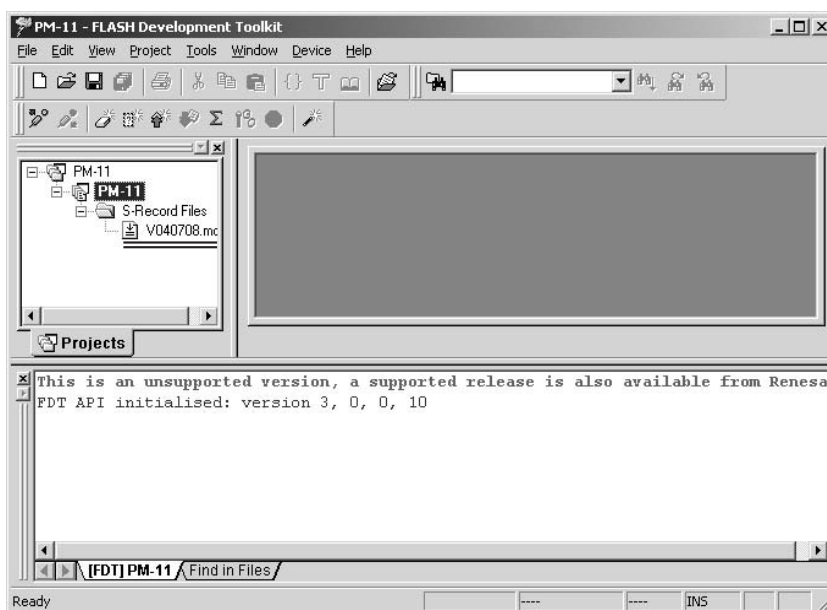 PM-11 - FLASH Development Toolkit
File Edit View Project Tools Window Device Help
PM-11
PM-11
S-Record Files
V040708.mc
Projects
This is an unsupported version, a supported release is also available from Renesa
FDT API initialised: version 3, 0, 0, 10
[FDT] PM-11 Find in Files
Ready ---- ---- INS